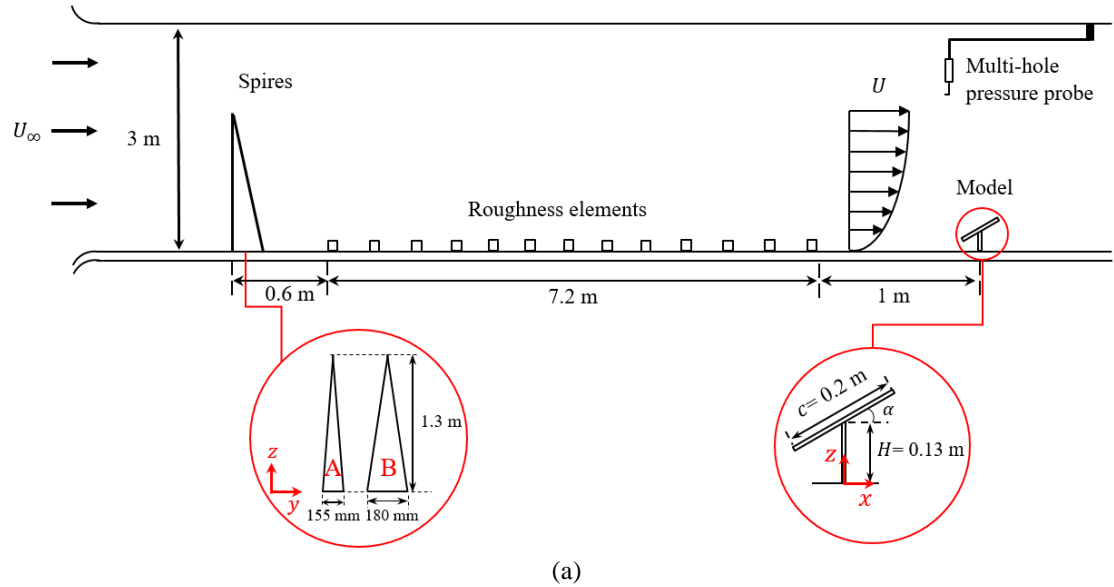 Spires
U∞
3 m
U
Multi-hole
pressure probe
Model
Roughness elements
0.6 m
7.2 m
1 m
A
B
1.3 m
z
y
155 mm
180 mm
c= 0.2 m
α
H= 0.13 m
z
x
(a)